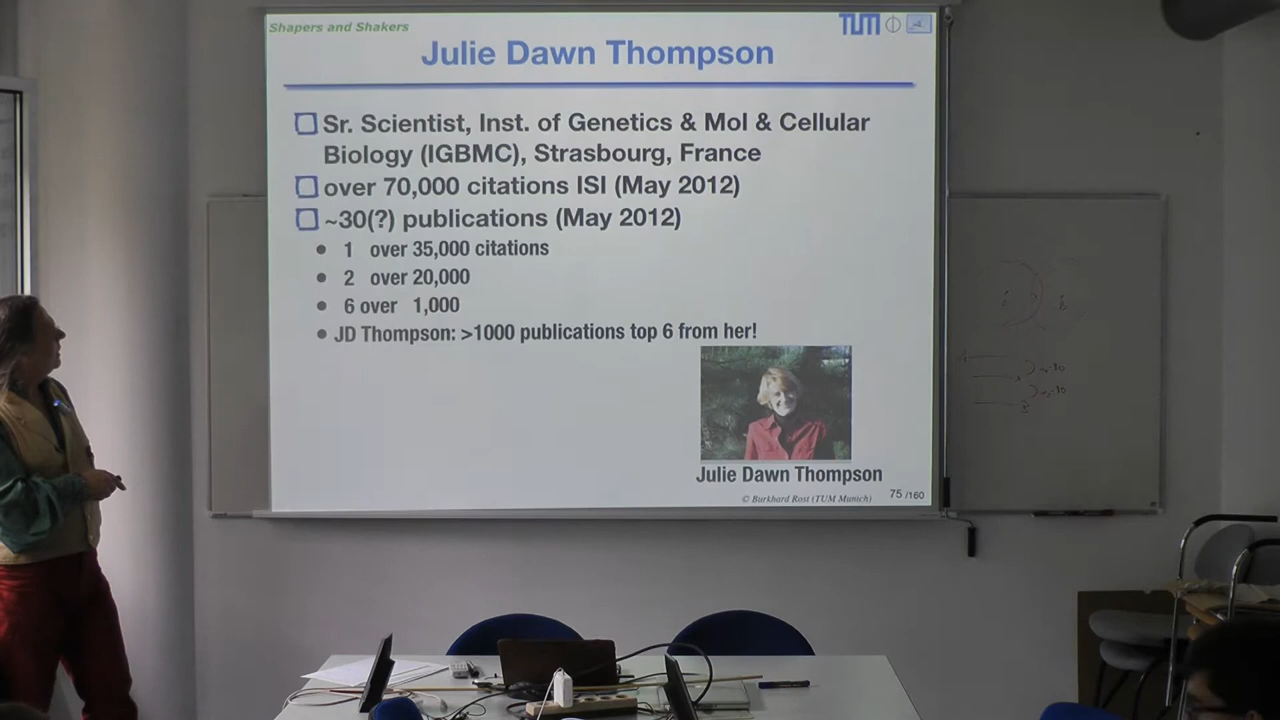 Shapers and Shakers
TUM
Julie Dawn Thompson
Sr. Scientist, Inst. of Genetics & Mol & Cellular
Biology (IGBMC), Strasbourg, France
over 70,000 citations ISI (May 2012)
~30(?) publications (May 2012)
1 over 35,000 citations
2 over 20,000
6 over 1,000
JD Thompson: >1000 publications top 6 from her!
Julie Dawn Thompson
© Burkhard Rost (TUM Munich)
75 /160